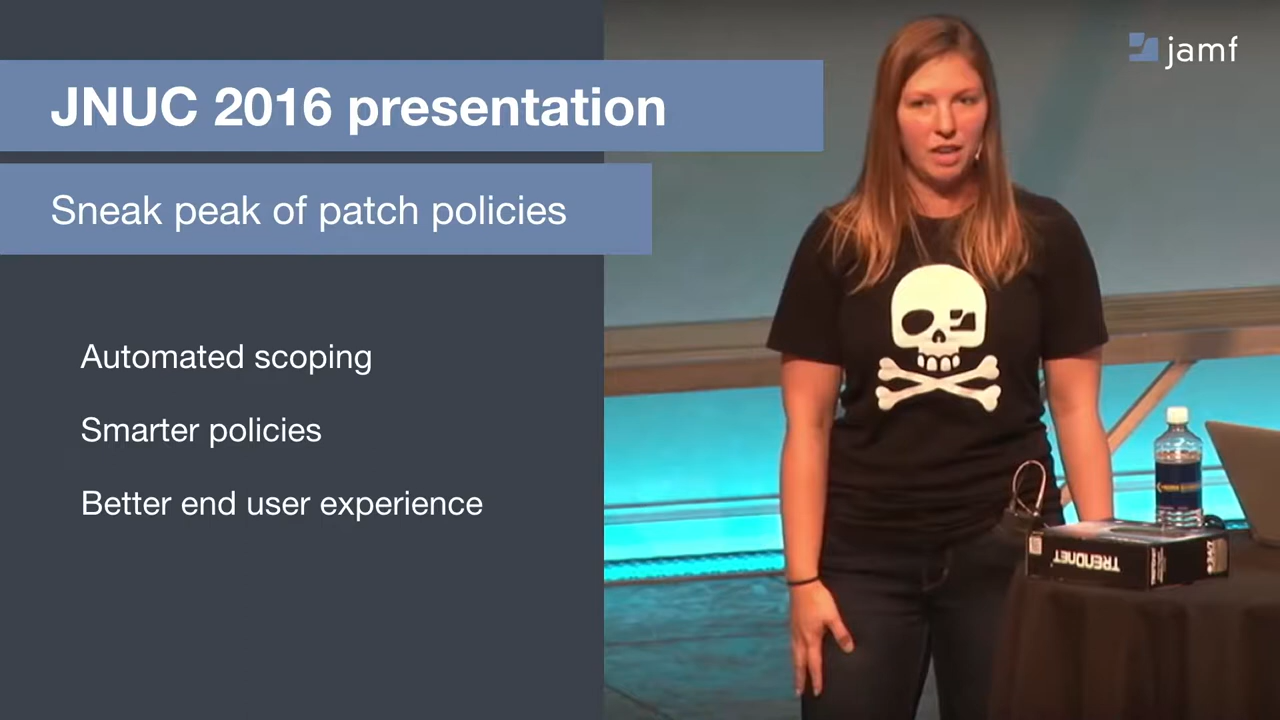 JNUC 2016 presentation
Sneak peak of patch policies
Automated scoping
Smarter policies
Better end user experience
jamf
TRENDNET